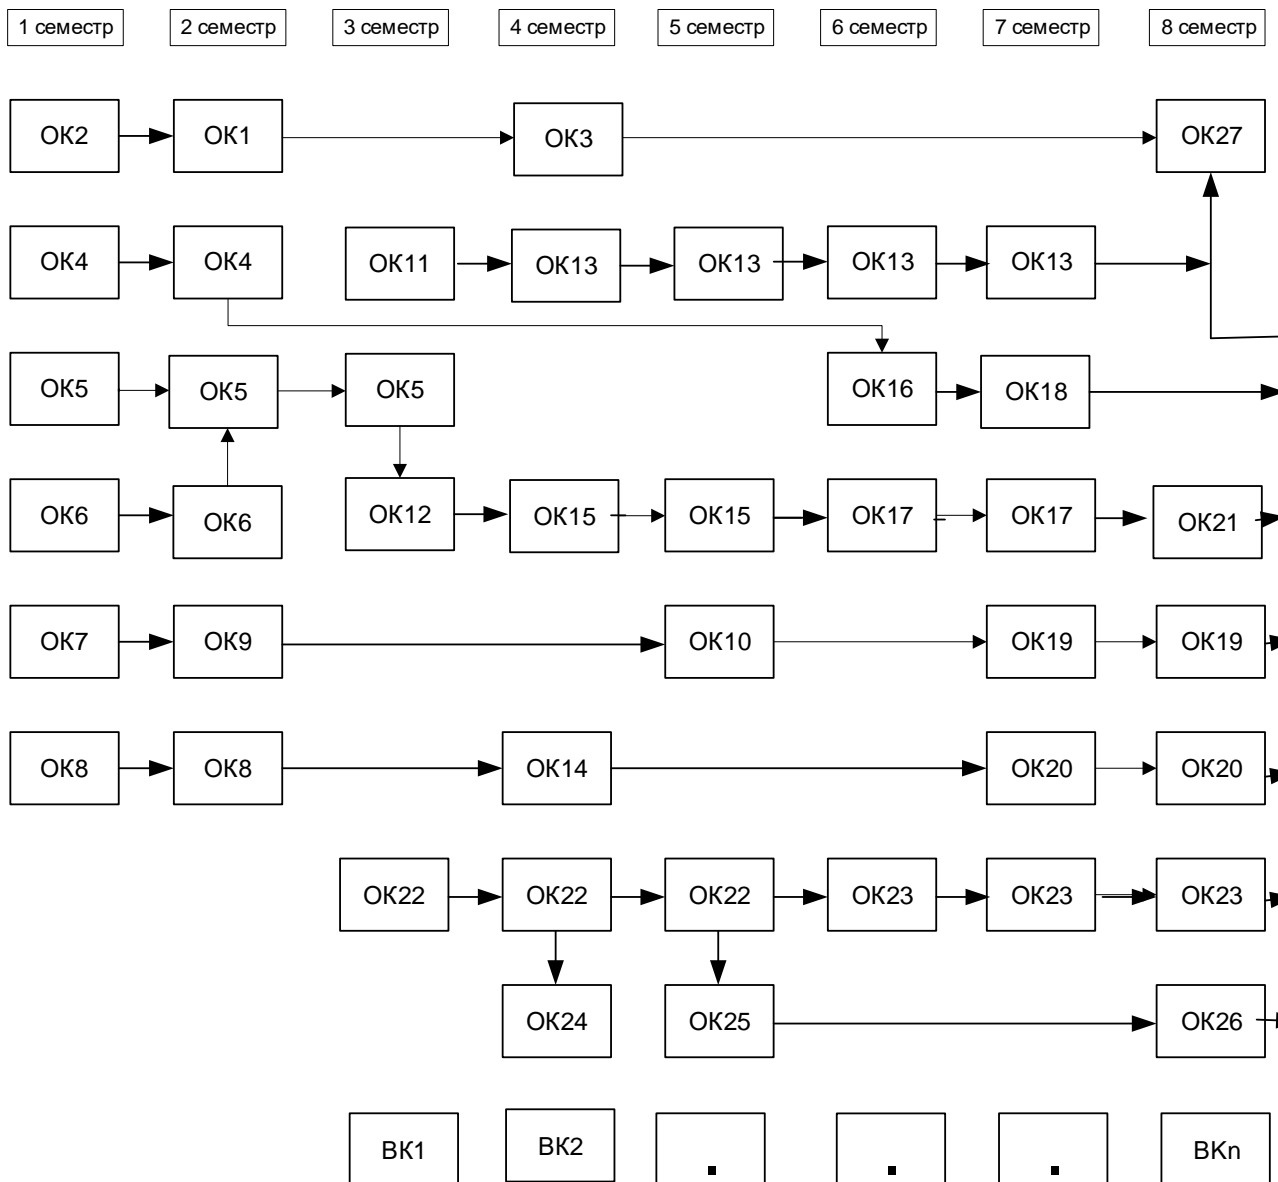 1 семестр 2 семестр 3 семестр 4 семестр 5 семестр 6 семестр 7 семестр 8 семестр
ОК2 ОК1 ОК3 ОК27
ОК4 ОК4 ОК11 ОК13 ОК13 ОК13 ОК13
ОК5 ОК5 ОК5 ОК16 ОК18
ОК6 ОК6 ОК12 ОК15 ОК15 ОК17 ОК17 ОК21
ОК7 ОК9 ОК10 ОК19 ОК19
ОК8 ОК8 ОК14 ОК20 ОК20
ОК22 ОК22 ОК22 ОК23 ОК23 ОК23
ОК24 ОК25 ОК26
ВК1 ВК2 . . . ВКn